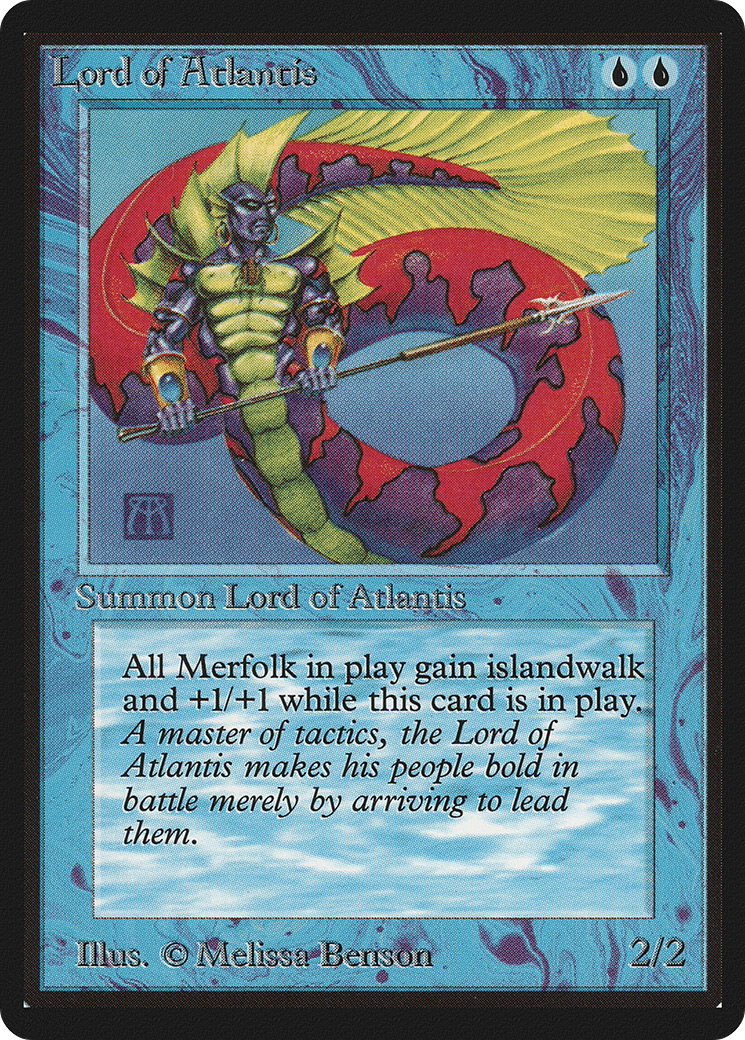 Lord of Atlantis
Summon Lord of Atlantis
All Merfolk in play gain islandwalk
and +1/+1 while this card is in play.
A master of tactics, the Lord of
Atlantis makes his people bold in
battle merely by arriving to lead
them.
Illus. © Melissa Benson 2/2